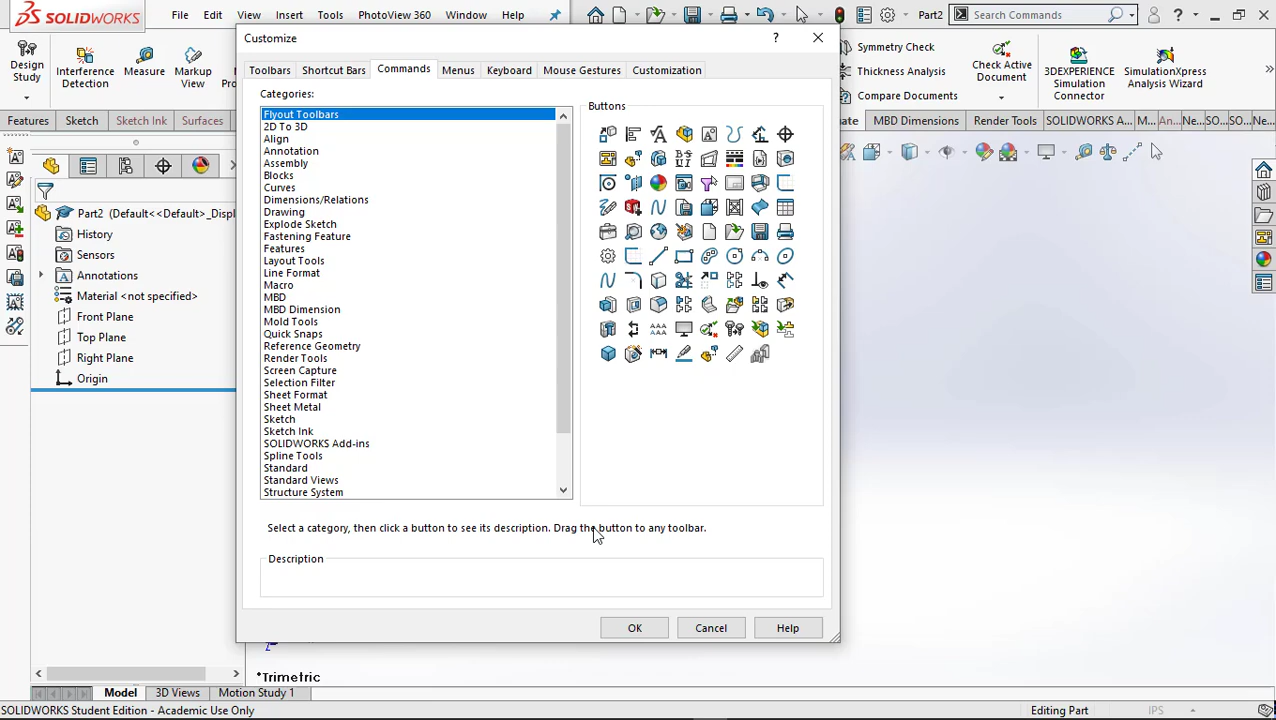 SOLIDWORKS File Edit View Insert Tools PhotoView 360 Window Help Part2 Search Commands
Customize
Design Study
Interference Detection
Measure
Markup View
Symmetry Check
Thickness Analysis
Compare Documents
Check Active Document
3DEXPERIENCE Simulation Connector
SimulationXpress Analysis Wizard
Toolbars Shortcut Bars Commands Menus Keyboard Mouse Gestures Customization
Features Sketch Sketch Ink Surfaces MBD Dimensions Render Tools SOLIDWORKS A... M... An... Ne... SO... SO... Ne...
Categories:
Buttons
Flyout Toolbars
2D To 3D
Align
Annotation
Assembly
Blocks
Curves
Dimensions/Relations
Drawing
Explode Sketch
Fastening Feature
Features
Layout Tools
Line Format
Macro
MBD
MBD Dimension
Mold Tools
Quick Snaps
Reference Geometry
Render Tools
Screen Capture
Selection Filter
Sheet Format
Sheet Metal
Sketch
Sketch Ink
SOLIDWORKS Add-ins
Spline Tools
Standard
Standard Views
Structure System
Part2 (Default<<Default>_Displ
History
Sensors
Annotations
Material <not specified>
Front Plane
Top Plane
Right Plane
Origin
Select a category, then click a button to see its description. Drag the button to any toolbar.
Description
OK Cancel Help
*Trimetric
Model 3D Views Motion Study 1
SOLIDWORKS Student Edition - Academic Use Only Editing Part IPS